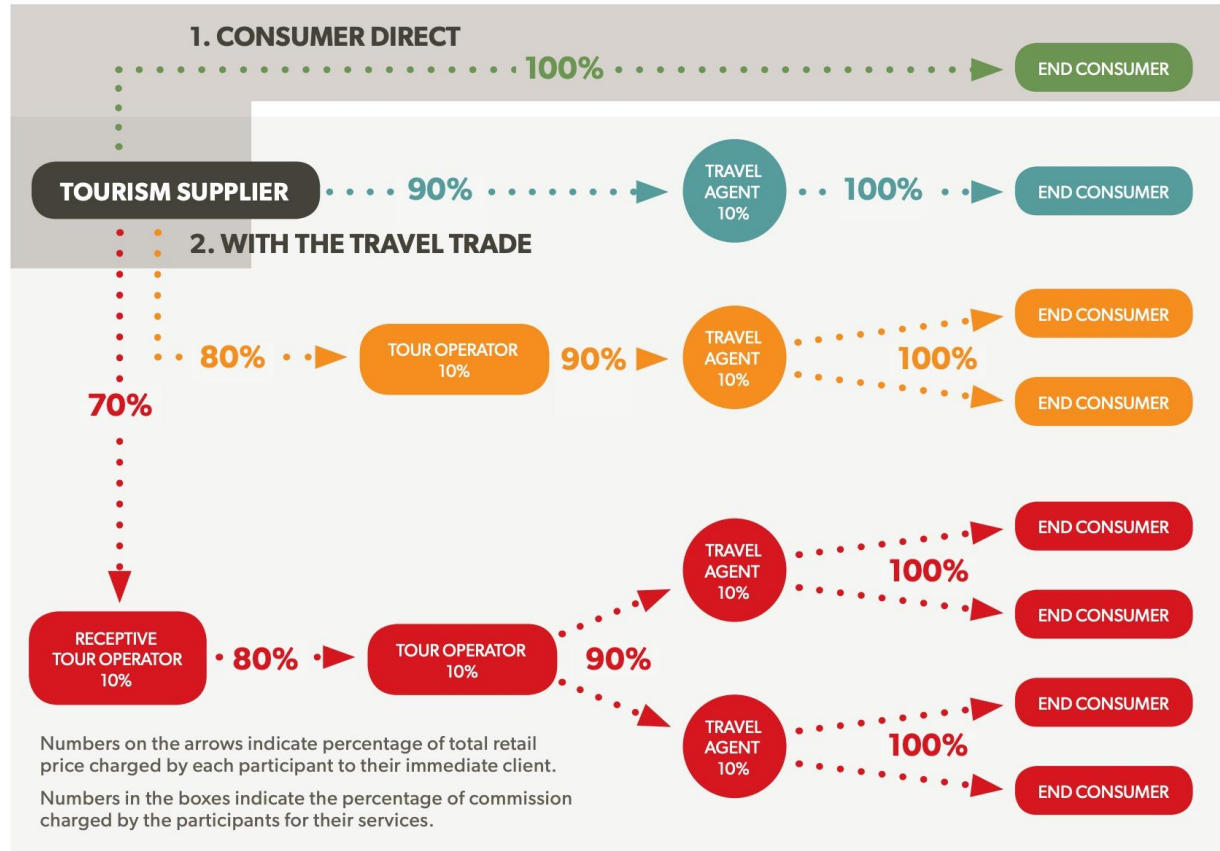 1. CONSUMER DIRECT
100%
END CONSUMER
TOURISM SUPPLIER
90%
TRAVEL
AGENT
10%
100%
END CONSUMER
2. WITH THE TRAVEL TRADE
80%
TOUR OPERATOR
10%
90%
TRAVEL
AGENT
10%
100%
END CONSUMER
END CONSUMER
70%
RECEPTIVE
TOUR OPERATOR
10%
80%
TOUR OPERATOR
10%
90%
TRAVEL
AGENT
10%
100%
END CONSUMER
END CONSUMER
TRAVEL
AGENT
10%
100%
END CONSUMER
END CONSUMER
Numbers on the arrows indicate percentage of total retail
price charged by each participant to their immediate client.
Numbers in the boxes indicate the percentage of commission
charged by the participants for their services.